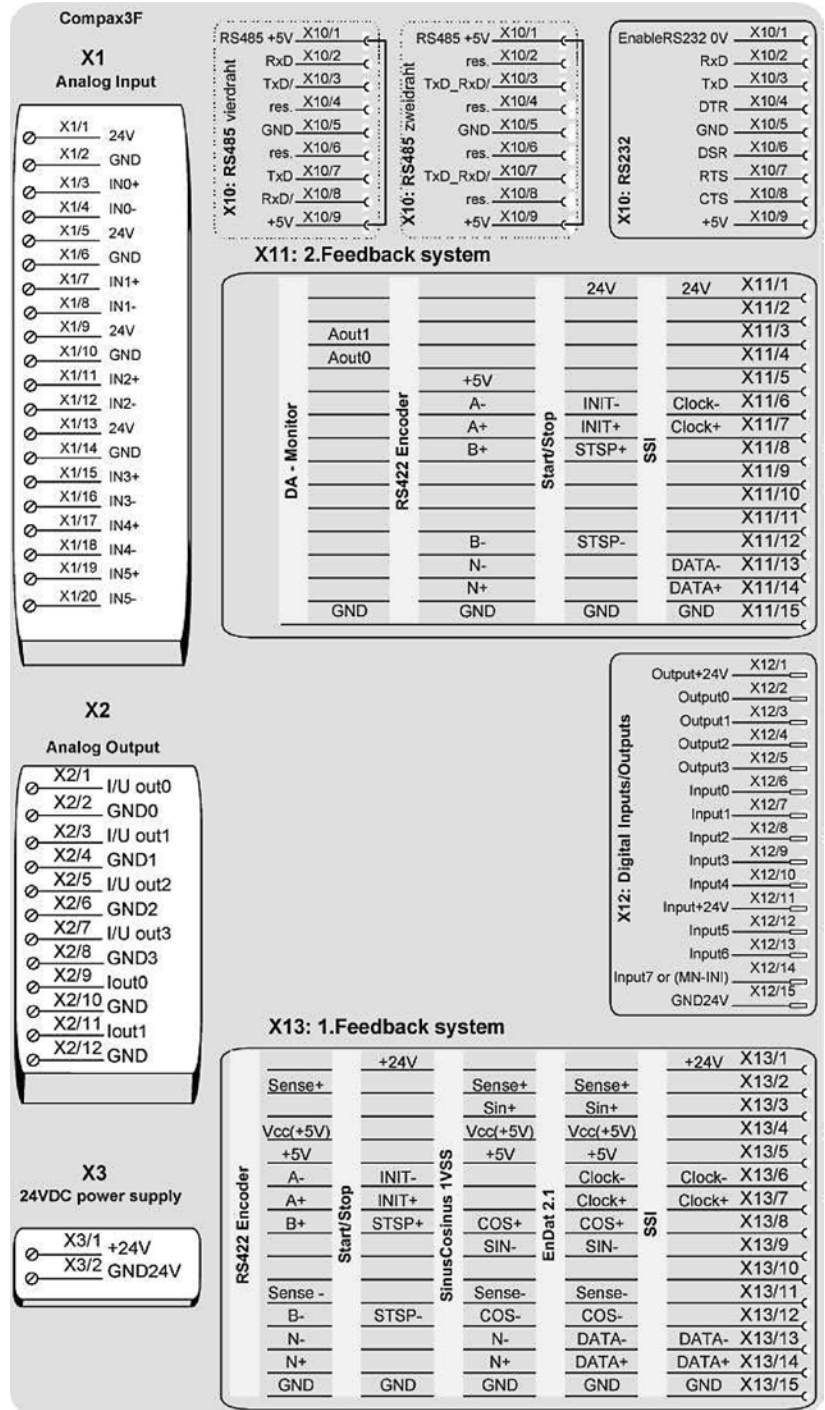 Compax3F
X1
Analog Input
X1/1 24V
X1/2 GND
X1/3 IN0+
X1/4 IN0-
X1/5 24V
X1/6 GND
X1/7 IN1+
X1/8 IN1-
X1/9 24V
X1/10 GND
X1/11 IN2+
X1/12 IN2-
X1/13 24V
X1/14 GND
X1/15 IN3+
X1/16 IN3-
X1/17 IN4+
X1/18 IN4-
X1/19 IN5+
X1/20 IN5-
X2
Analog Output
X2/1 I/U out0
X2/2 GND0
X2/3 I/U out1
X2/4 GND1
X2/5 I/U out2
X2/6 GND2
X2/7 I/U out3
X2/8 GND3
X2/9 Iout0
X2/10 GND
X2/11 Iout1
X2/12 GND
X3
24VDC power supply
X3/1 +24V
X3/2 GND24V
X10: RS485 vierdraht
RS485 +5V X10/1
RxD X10/2
TxD/ X10/3
res. X10/4
GND X10/5
res. X10/6
TxD X10/7
RxD/ X10/8
+5V X10/9
X10: RS485 zweidraht
RS485 +5V X10/1
res. X10/2
TxD_RxD/ X10/3
res. X10/4
GND X10/5
res. X10/6
TxD_RxD/ X10/7
res. X10/8
+5V X10/9
X10: RS232
EnableRS232 0V X10/1
RxD X10/2
TxD X10/3
DTR X10/4
GND X10/5
DSR X10/6
RTS X10/7
CTS X10/8
+5V X10/9
X11: 2.Feedback system
DA - Monitor
RS422 Encoder
Start/Stop
SSI
24V 24V X11/1
X11/2
Aout1 X11/3
Aout0 X11/4
+5V X11/5
A- INIT- Clock- X11/6
A+ INIT+ Clock+ X11/7
B+ STSP+ X11/8
X11/9
X11/10
X11/11
B- STSP- X11/12
N- DATA- X11/13
N+ DATA+ X11/14
GND GND GND GND X11/15
X12: Digital Inputs/Outputs
Output+24V X12/1
Output0 X12/2
Output1 X12/3
Output2 X12/4
Output3 X12/5
Input0 X12/6
Input1 X12/7
Input2 X12/8
Input3 X12/9
Input4 X12/10
Input+24V X12/11
Input5 X12/12
Input6 X12/13
Input7 or (MN-INI) X12/14
GND24V X12/15
X13: 1.Feedback system
RS422 Encoder
Start/Stop
SinusCosinus 1VSS
EnDat 2.1
SSI
+24V +24V X13/1
Sense+ Sense+ Sense+ X13/2
Sin+ Sin+ X13/3
Vcc(+5V) Vcc(+5V) Vcc(+5V) X13/4
+5V +5V +5V X13/5
A- INIT- Clock- Clock- X13/6
A+ INIT+ Clock+ Clock+ X13/7
B+ STSP+ COS+ COS+ X13/8
SIN- SIN- X13/9
X13/10
Sense - Sense- Sense- X13/11
B- STSP- COS- COS- X13/12
N- N- DATA- DATA- X13/13
N+ N+ DATA+ DATA+ X13/14
GND GND GND GND GND X13/15